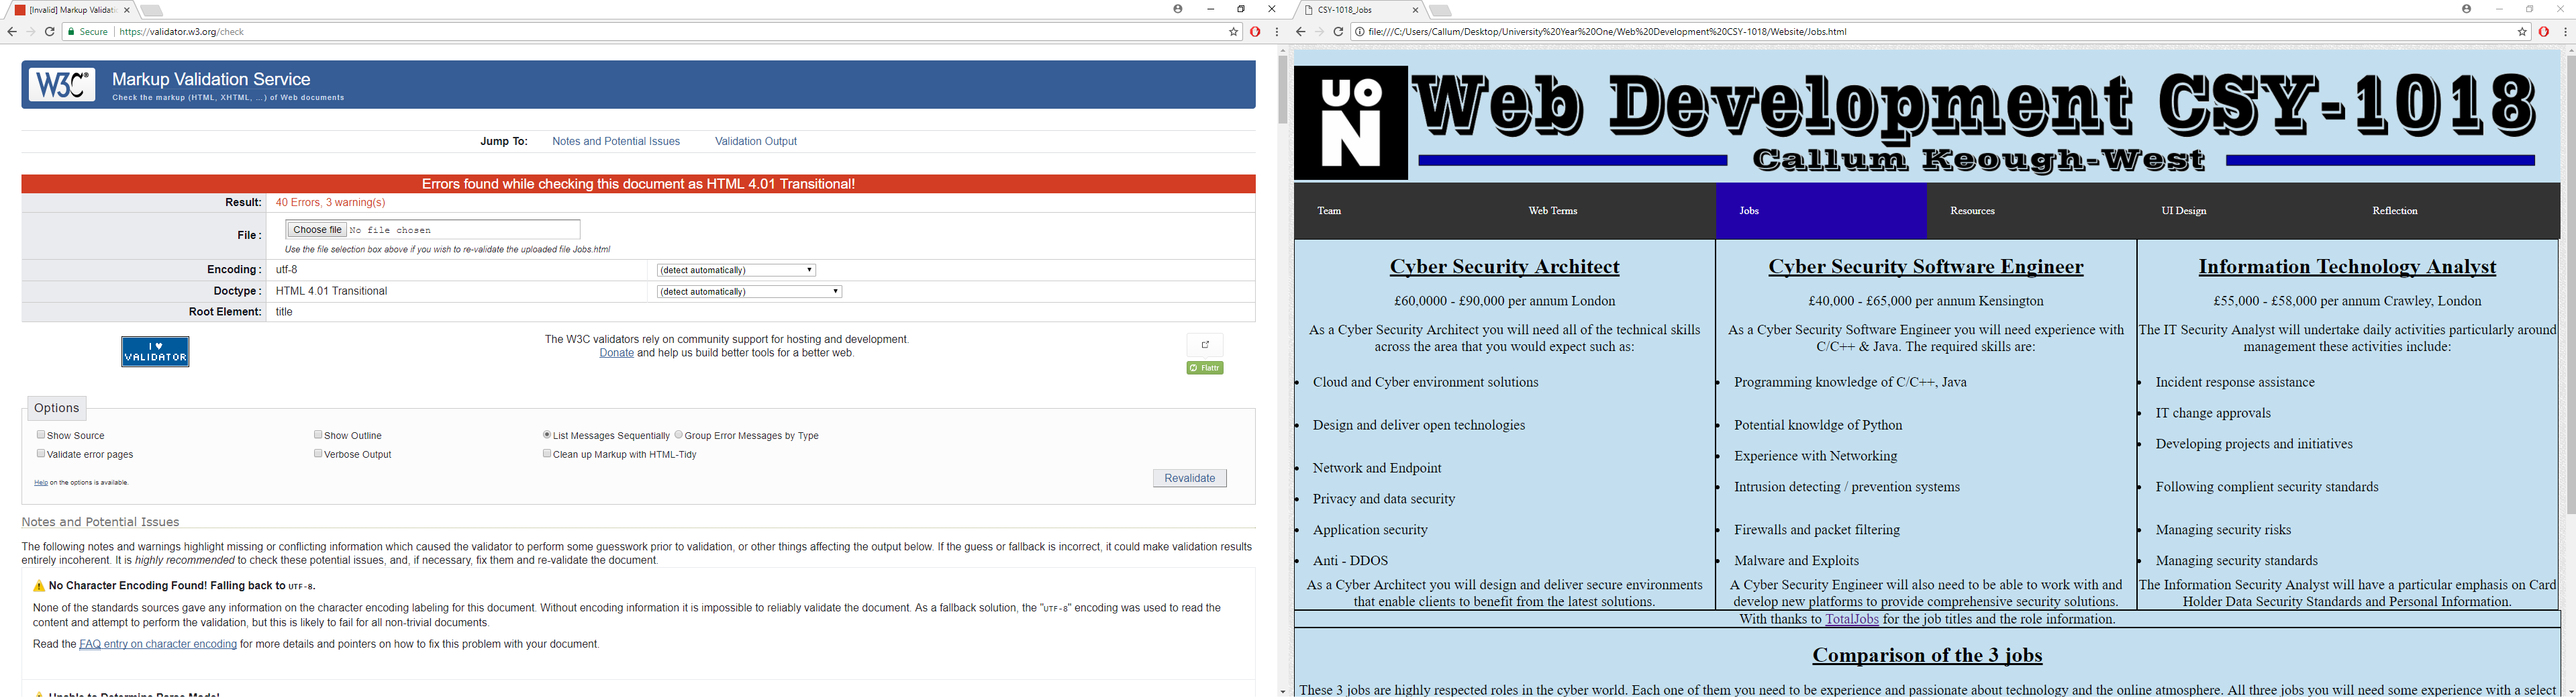 [Invalid] Markup Validati
Secure | https://validator.w3.org/check
W3C®
Markup Validation Service
Check the markup (HTML, XHTML, ...) of Web documents
Jump To: Notes and Potential Issues Validation Output
Errors found while checking this document as HTML 4.01 Transitional!
Result: 40 Errors, 3 warning(s)
File : Choose file No file chosen
Use the file selection box above if you wish to re-validate the uploaded file Jobs.html
Encoding : utf-8 (detect automatically)
Doctype : HTML 4.01 Transitional (detect automatically)
Root Element: title
I ♥
VALIDATOR
The W3C validators rely on community support for hosting and development.
Donate and help us build better tools for a better web.
Flattr
Options
Show Source Show Outline List Messages Sequentially Group Error Messages by Type
Validate error pages Verbose Output Clean up Markup with HTML-Tidy
Help on the options is available.
Revalidate
Notes and Potential Issues
The following notes and warnings highlight missing or conflicting information which caused the validator to perform some guesswork prior to validation, or other things affecting the output below. If the guess or fallback is incorrect, it could make validation results
entirely incoherent. It is highly recommended to check these potential issues, and, if necessary, fix them and re-validate the document.
No Character Encoding Found! Falling back to UTF-8.
None of the standards sources gave any information on the character encoding labeling for this document. Without encoding information it is impossible to reliably validate the document. As a fallback solution, the "UTF-8" encoding was used to read the
content and attempt to perform the validation, but this is likely to fail for all non-trivial documents.
Read the FAQ entry on character encoding for more details and pointers on how to fix this problem with your document.
Unable to Determine Parse Mode!
CSY-1018_Jobs
file:///C:/Users/Callum/Desktop/University%20Year%20One/Web%20Development%20CSY-1018/Website/Jobs.html
UO
N
Web Development CSY-1018
Callum Keough-West
Team Web Terms Jobs Resources UI Design Reflection
Cyber Security Architect
£60,0000 - £90,000 per annum London
As a Cyber Security Architect you will need all of the technical skills
across the area that you would expect such as:
Cloud and Cyber environment solutions
Design and deliver open technologies
Network and Endpoint
Privacy and data security
Application security
Anti - DDOS
As a Cyber Architect you will design and deliver secure environments
that enable clients to benefit from the latest solutions.
Cyber Security Software Engineer
£40,000 - £65,000 per annum Kensington
As a Cyber Security Software Engineer you will need experience with
C/C++ & Java. The required skills are:
Programming knowledge of C/C++, Java
Potential knowldge of Python
Experience with Networking
Intrusion detecting / prevention systems
Firewalls and packet filtering
Malware and Exploits
A Cyber Security Engineer will also need to be able to work with and
develop new platforms to provide comprehensive security solutions.
Information Technology Analyst
£55,000 - £58,000 per annum Crawley, London
The IT Security Analyst will undertake daily activities particularly around
management these activities include:
Incident response assistance
IT change approvals
Developing projects and initiatives
Following complient security standards
Managing security risks
Managing security standards
The Information Security Analyst will have a particular emphasis on Card
Holder Data Security Standards and Personal Information.
With thanks to TotalJobs for the job titles and the role information.
Comparison of the 3 jobs
These 3 jobs are highly respected roles in the cyber world. Each one of them you need to be experience and passionate about technology and the online atmosphere. All three jobs you will need some experience with a select